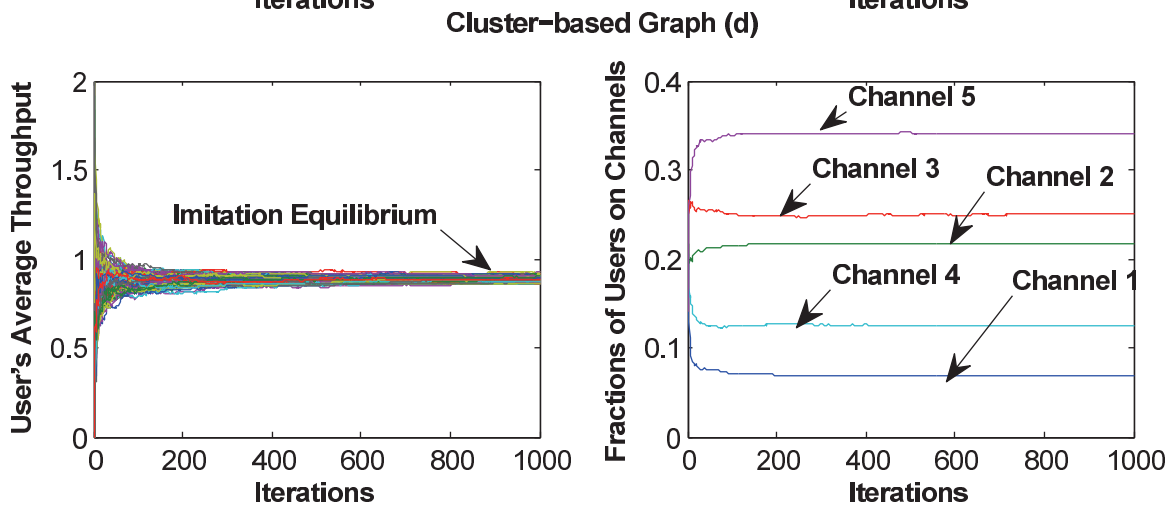 Iterations
Iterations
Cluster-based Graph (d)
User's Average Throughput
2
1.5
1
0.5
0
Imitation Equilibrium
0
200
400
600
800
1000
Iterations
Fractions of Users on Channels
0.4
0.3
0.2
0.1
0
Channel 5
Channel 3
Channel 2
Channel 4
Channel 1
0
200
400
600
800
1000
Iterations